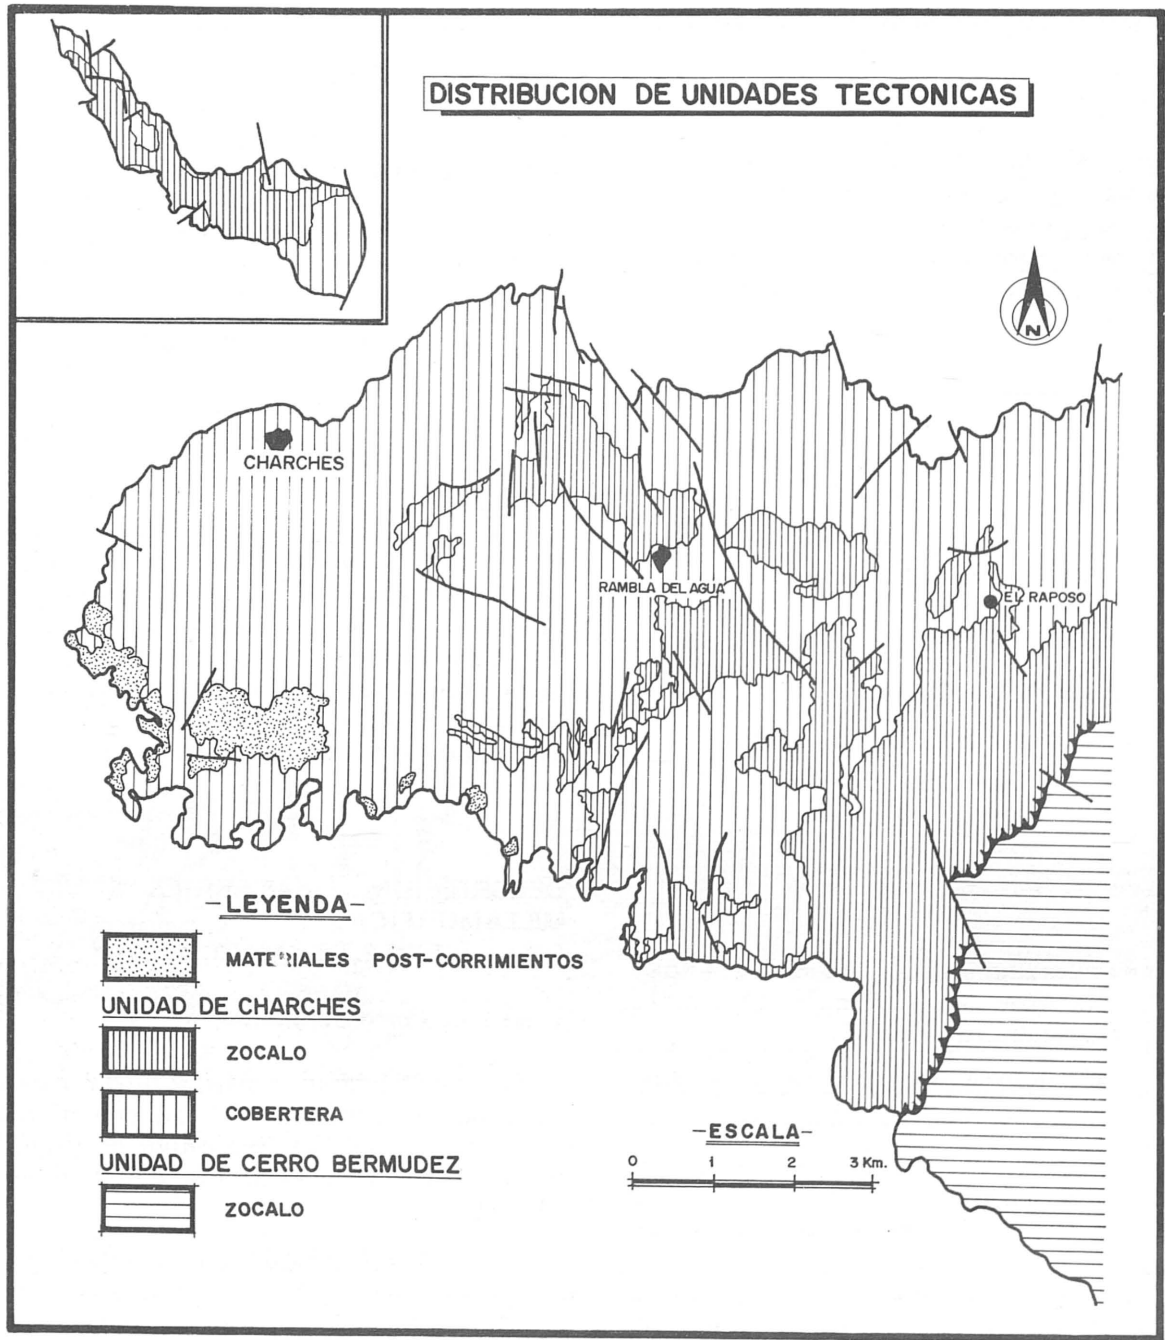 DISTRIBUCION DE UNIDADES TECTONICAS
N
CHARCHES
RAMBLA DEL AGUA
EL RAPOSO
-LEYENDA-
MATERIALES POST-CORRIMIENTOS
UNIDAD DE CHARCHES
ZOCALO
COBERTERA
UNIDAD DE CERRO BERMUDEZ
ZOCALO
-ESCALA-
0 1 2 3 Km.